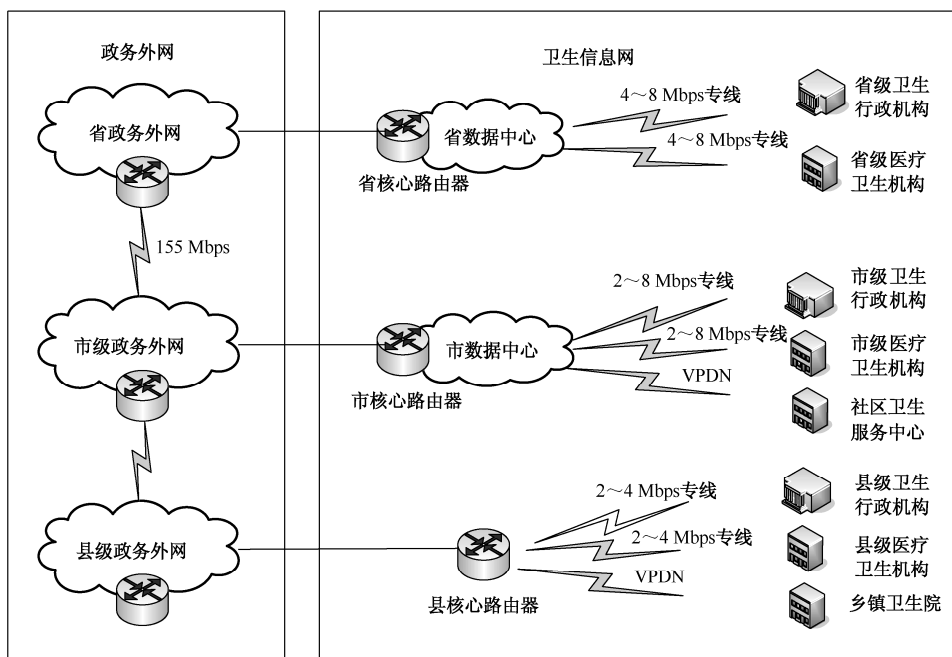 政务外网
省政务外网
155 Mbps
市级政务外网
县级政务外网
卫生信息网
省数据中心
省核心路由器
4～8 Mbps专线
4～8 Mbps专线
省级卫生
行政机构
省级医疗
卫生机构
市数据中心
市核心路由器
2～8 Mbps专线
2～8 Mbps专线
VPDN
市级卫生
行政机构
市级医疗
卫生机构
社区卫生
服务中心
县核心路由器
2～4 Mbps专线
2～4 Mbps专线
VPDN
县级卫生
行政机构
县级医疗
卫生机构
乡镇卫生院